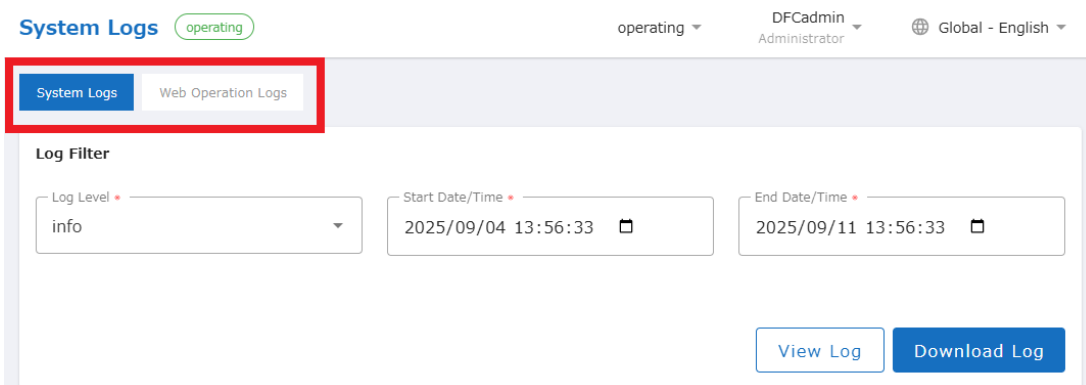 System Logs operating operating DFCadmin Global - English
Administrator
System Logs Web Operation Logs
Log Filter
Log Level * Start Date/Time * End Date/Time *
info 2025/09/04 13:56:33 2025/09/11 13:56:33
View Log Download Log